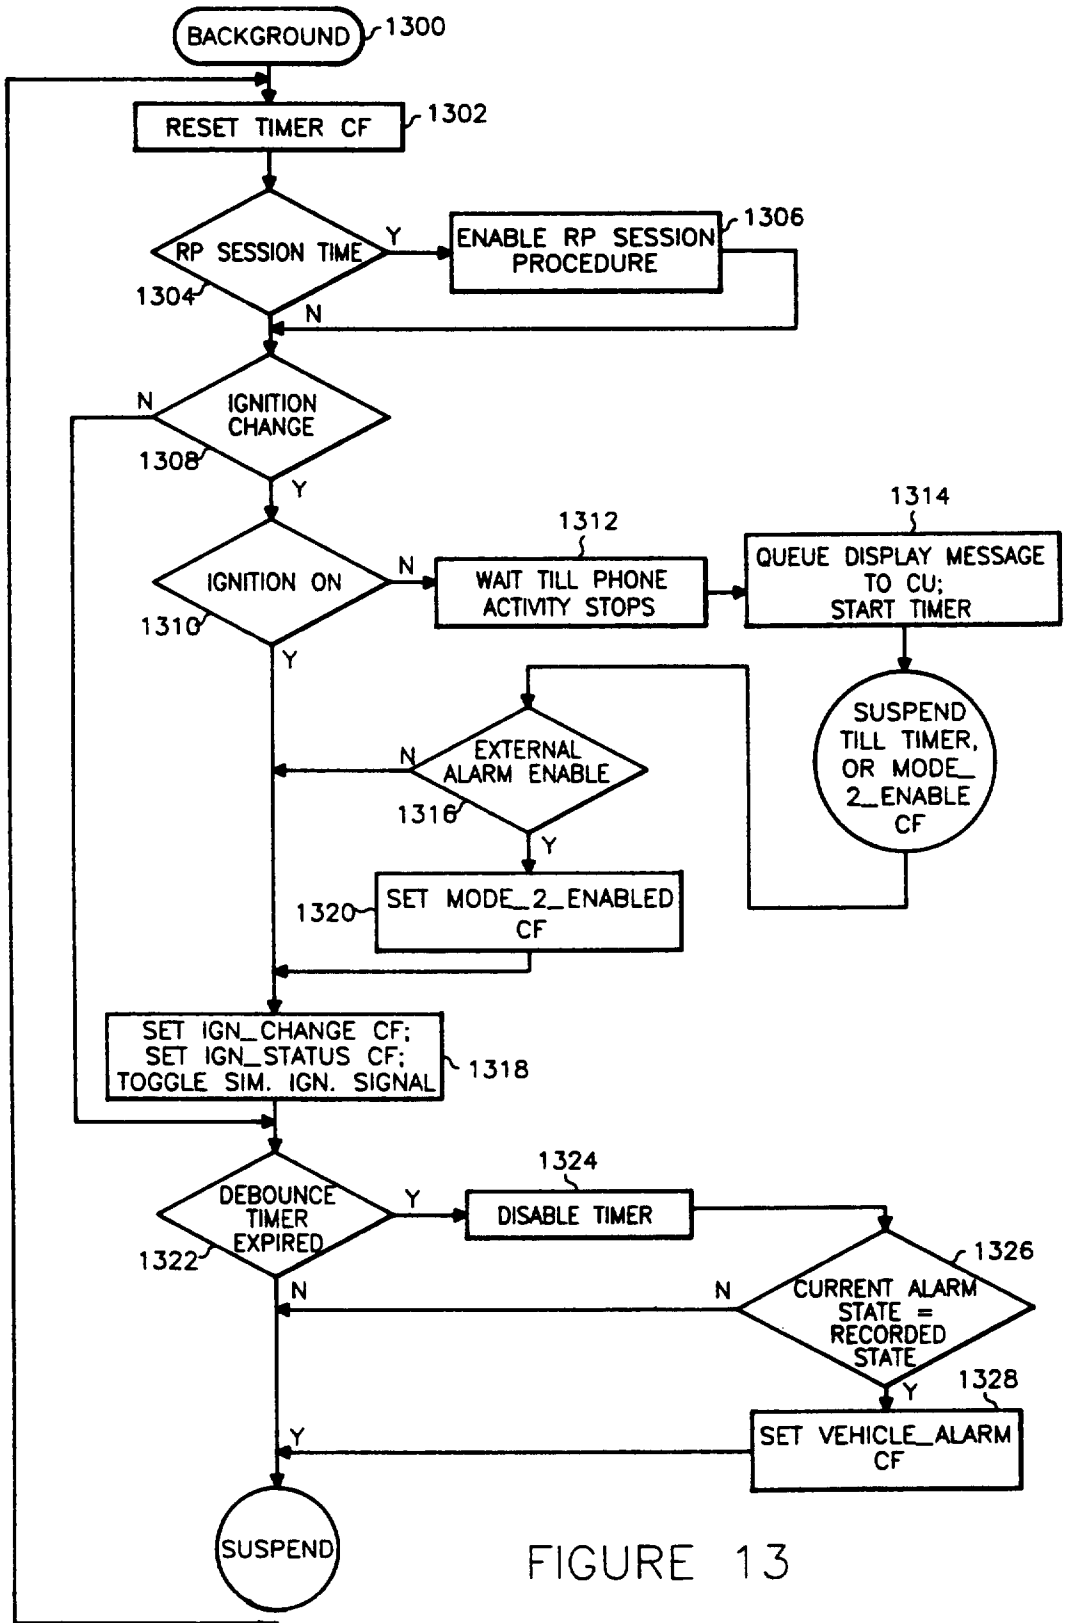 BACKGROUND
1300
RESET TIMER CF
1302
RP SESSION TIME
1304
Y
N
ENABLE RP SESSION
PROCEDURE
1306
IGNITION
CHANGE
1308
N
Y
IGNITION ON
1310
N
Y
1312
WAIT TILL PHONE
ACTIVITY STOPS
1314
QUEUE DISPLAY MESSAGE
TO CU;
START TIMER
SUSPEND
TILL TIMER,
OR MODE_
2_ENABLE
CF
EXTERNAL
ALARM ENABLE
1316
N
Y
1320
SET MODE_2_ENABLED
CF
SET IGN_CHANGE CF;
SET IGN_STATUS CF;
TOGGLE SIM. IGN. SIGNAL
1318
DEBOUNCE
TIMER
EXPIRED
1322
Y
N
1324
DISABLE TIMER
1326
CURRENT ALARM
STATE =
RECORDED
STATE
N
Y
1328
SET VEHICLE_ALARM
CF
Y
SUSPEND
FIGURE 13